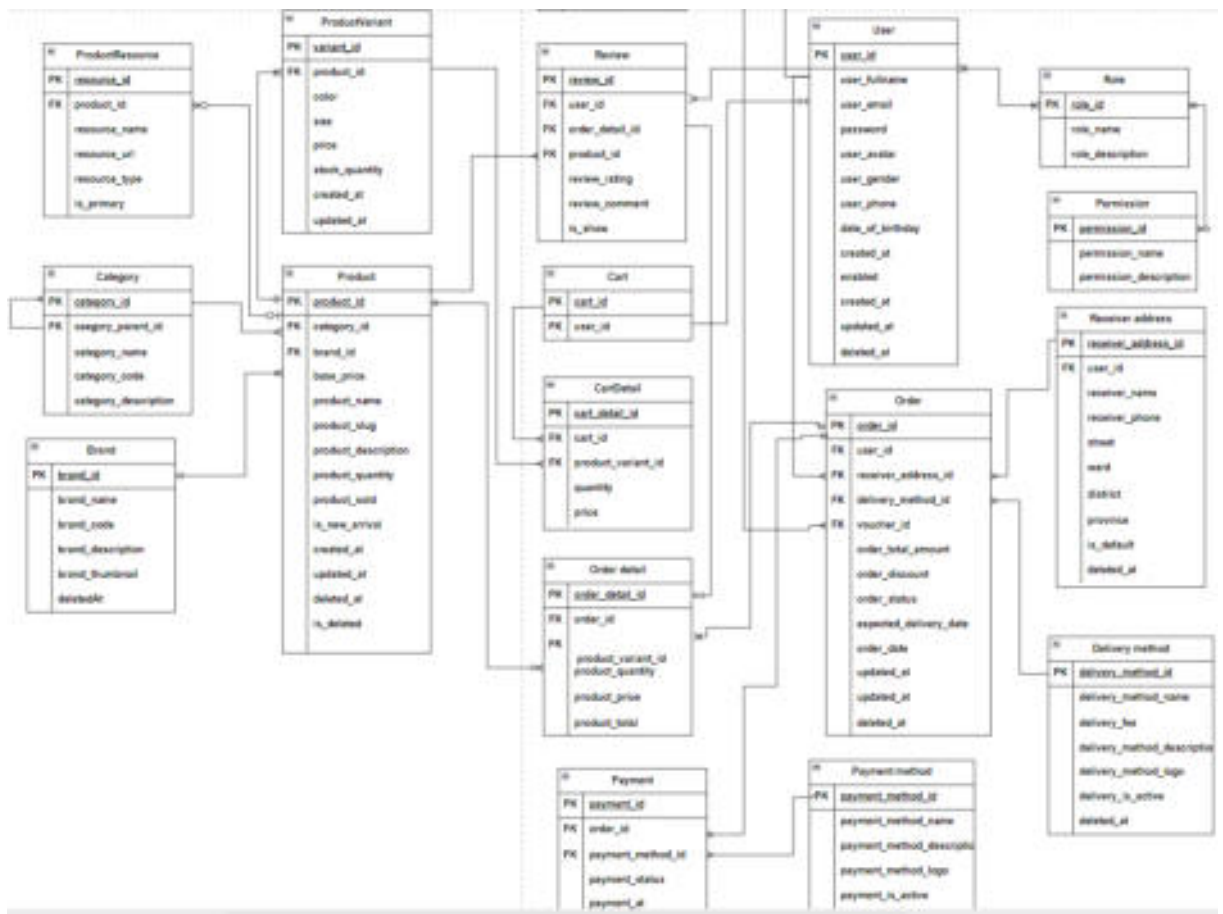 ProductVariant
PK variant_id
FK product_id
color
size
price
stock_quantity
created_at
updated_at
ProductResource
PK resource_id
FK product_id
resource_name
resource_url
resource_type
is_primary
Review
PK review_id
FK user_id
FK order_detail_id
FK product_id
review_rating
review_comment
is_show
User
PK user_id
user_fullname
user_email
password
user_avatar
user_gender
user_phone
date_of_birthday
created_at
enabled
created_at
updated_at
deleted_at
Role
PK role_id
role_name
role_description
Permission
PK permission_id
permission_name
permission_description
Category
PK category_id
FK caegory_parent_id
category_name
category_code
category_description
Product
PK product_id
FK category_id
FK brand_id
base_price
product_name
product_slug
product_description
product_quantity
product_sold
is_new_arrival
created_at
updated_at
deleted_at
is_deleted
Cart
PK cart_id
FK user_id
CartDetail
PK cart_detail_id
FK cart_id
FK product_variant_id
quantity
price
Receiver address
PK receiver_address_id
FK user_id
receiver_name
receiver_phone
street
ward
district
province
is_default
deleted_at
Order
PK order_id
FK user_id
FK receiver_address_id
FK delivery_method_id
FK voucher_id
order_total_amount
order_discount
order_status
expected_delivery_date
order_date
updated_at
updated_at
deleted_at
Brand
PK brand_id
brand_name
brand_code
brand_description
brand_thumbnail
deletedAt
Order detail
PK order_detail_id
FK order_id
FK
product_variant_id
product_quantity
product_price
product_total
Delivery method
PK delivery_method_id
delivery_method_name
delivery_fee
delivery_method_descriptio
delivery_method_logo
delivery_is_active
deleted_at
Payment
PK payment_id
FK order_id
FK payment_method_id
payment_status
payment_at
Payment method
PK payment_method_id
payment_method_name
payment_method_descriptio
payment_method_logo
payment_is_active